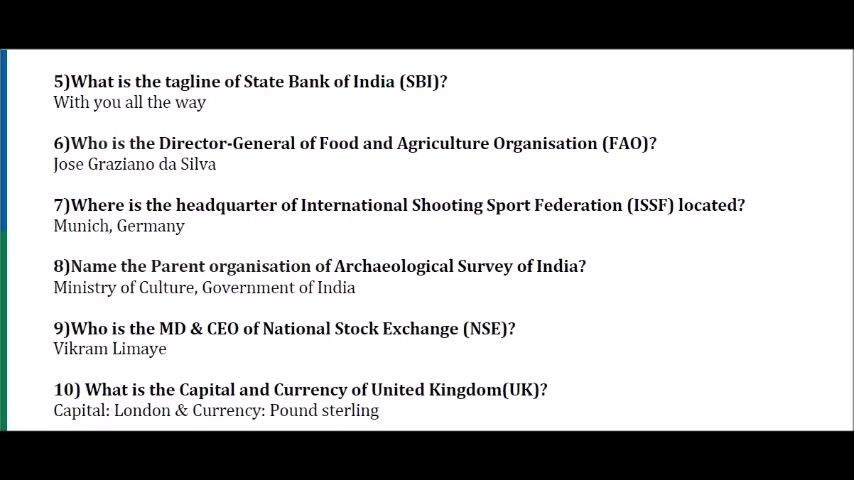 5)What is the tagline of State Bank of India (SBI)?
With you all the way
6)Who is the Director-General of Food and Agriculture Organisation (FAO)?
Jose Graziano da Silva
7)Where is the headquarter of International Shooting Sport Federation (ISSF) located?
Munich, Germany
8)Name the Parent organisation of Archaeological Survey of India?
Ministry of Culture, Government of India
9)Who is the MD & CEO of National Stock Exchange (NSE)?
Vikram Limaye
10) What is the Capital and Currency of United Kingdom(UK)?
Capital: London & Currency: Pound sterling